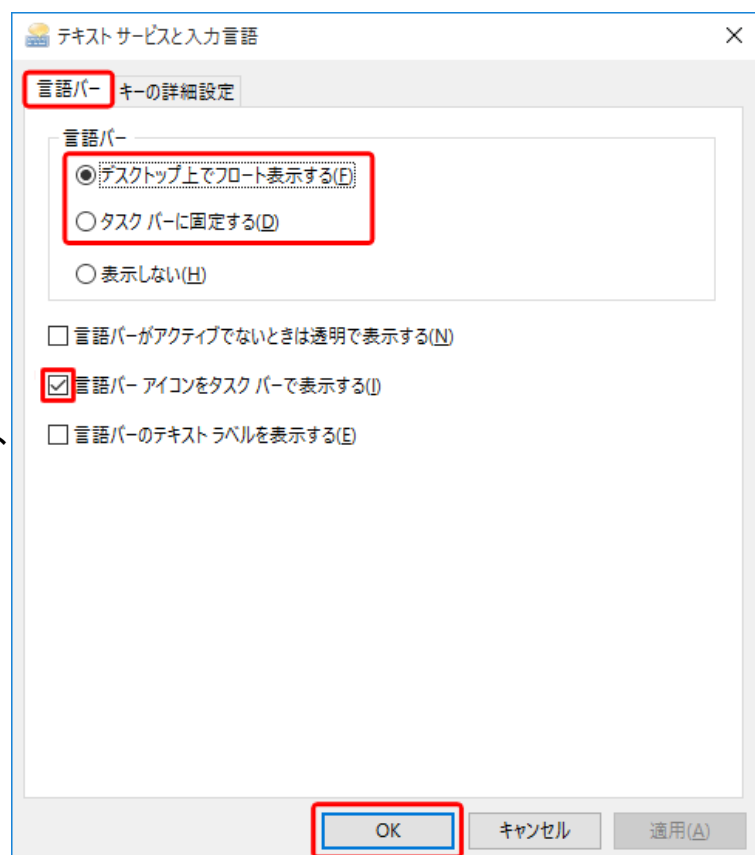 テキスト サービスと入力言語
言語バー キーの詳細設定
言語バー
デスクトップ上でフロート表示する(F)
タスク バーに固定する(D)
表示しない(H)
言語バーがアクティブでないときは透明で表示する(N)
言語バー アイコンをタスク バーで表示する(I)
言語バーのテキスト ラベルを表示する(E)
、
OK キャンセル 適用(A)